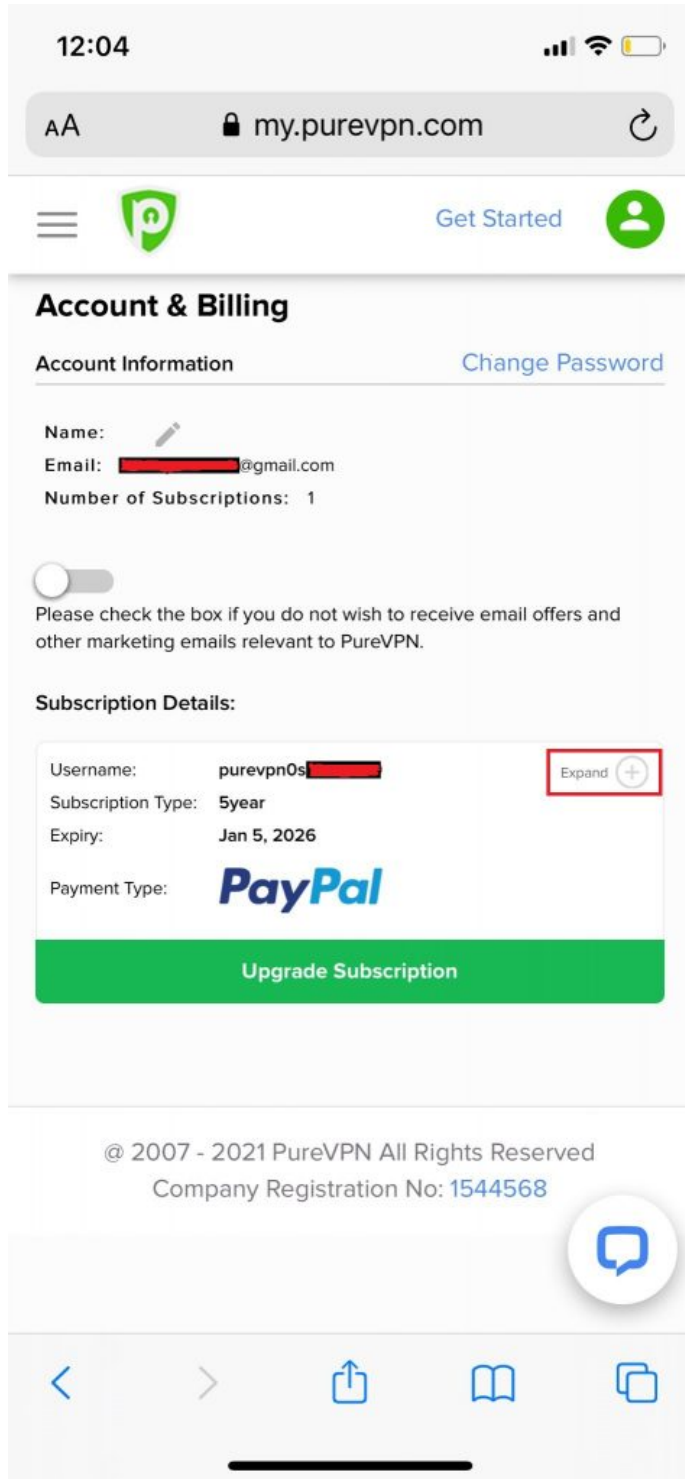 12:04
AA my.purevpn.com
Get Started
Account & Billing
Account Information Change Password
Name:
Email: @gmail.com
Number of Subscriptions: 1
Please check the box if you do not wish to receive email offers and
other marketing emails relevant to PureVPN.
Subscription Details:
Username: purevpn0s Expand
Subscription Type: 5year
Expiry: Jan 5, 2026
Payment Type: PayPal
Upgrade Subscription
@ 2007 - 2021 PureVPN All Rights Reserved
Company Registration No: 1544568